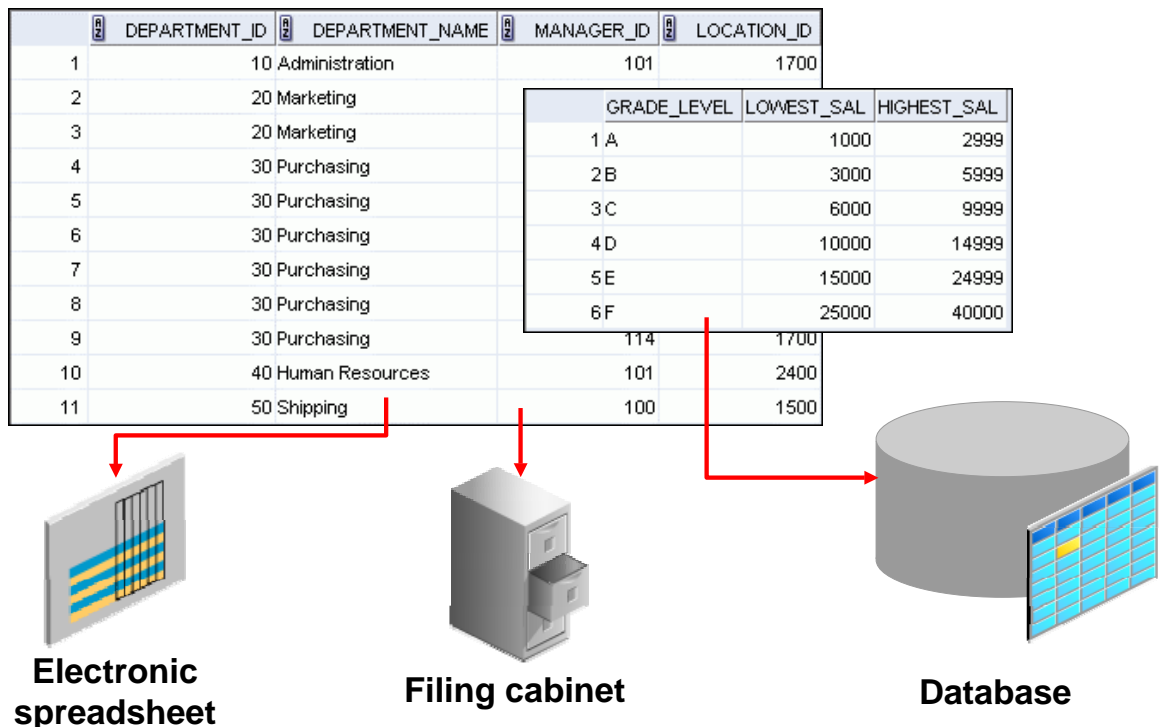 DEPARTMENT_ID DEPARTMENT_NAME MANAGER_ID LOCATION_ID
1 10 Administration 101 1700
2 20 Marketing
3 20 Marketing
4 30 Purchasing
5 30 Purchasing
6 30 Purchasing
7 30 Purchasing
8 30 Purchasing
9 30 Purchasing 114 1700
10 40 Human Resources 101 2400
11 50 Shipping 100 1500
GRADE_LEVEL LOWEST_SAL HIGHEST_SAL
1 A 1000 2999
2 B 3000 5999
3 C 6000 9999
4 D 10000 14999
5 E 15000 24999
6 F 25000 40000
Electronic
spreadsheet
Filing cabinet
Database